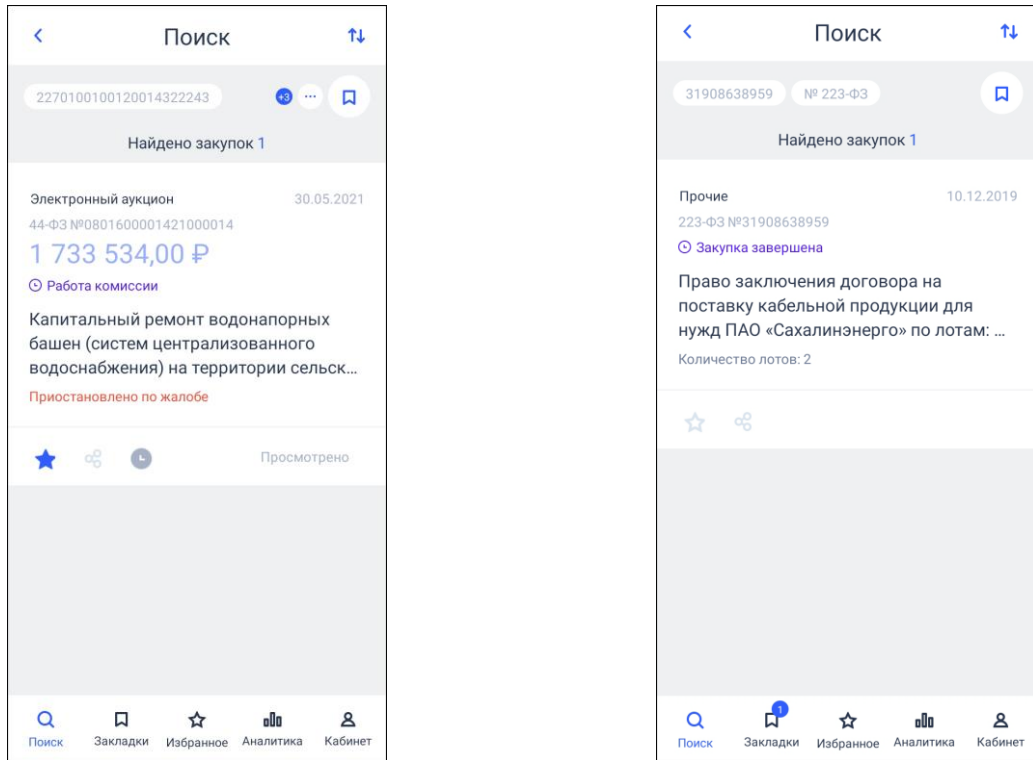 Поиск
2270100100120014322243 +3 ...
Найдено закупок 1
Электронный аукцион 30.05.2021
44-ФЗ №0801600001421000014
1 733 534,00 ₽
Работа комиссии
Капитальный ремонт водонапорных
башен (систем централизованного
водоснабжения) на территории сельск...
Приостановлено по жалобе
Просмотрено
Поиск Закладки Избранное Аналитика Кабинет
Поиск
31908638959 № 223-ФЗ
Найдено закупок 1
Прочие 10.12.2019
223-ФЗ №31908638959
Закупка завершена
Право заключения договора на
поставку кабельной продукции для
нужд ПАО «Сахалинэнерго» по лотам: ...
Количество лотов: 2
1
Поиск Закладки Избранное Аналитика Кабинет